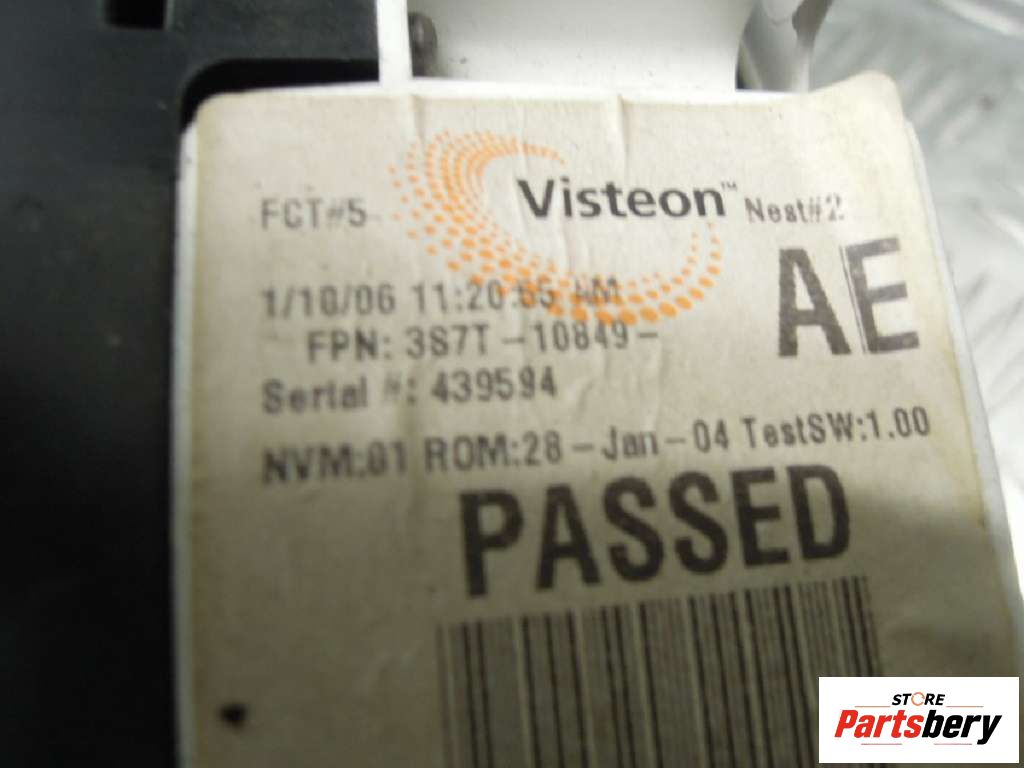 FCT#5 Visteon™ Nest#2
AE
1/10/06 11:20:55 AM
FPN: 3S7T-10849-
Serial #: 439594
NVM:01 ROM:28-Jan-04 TestSW:1.00
PASSED
STORE
Partsbery